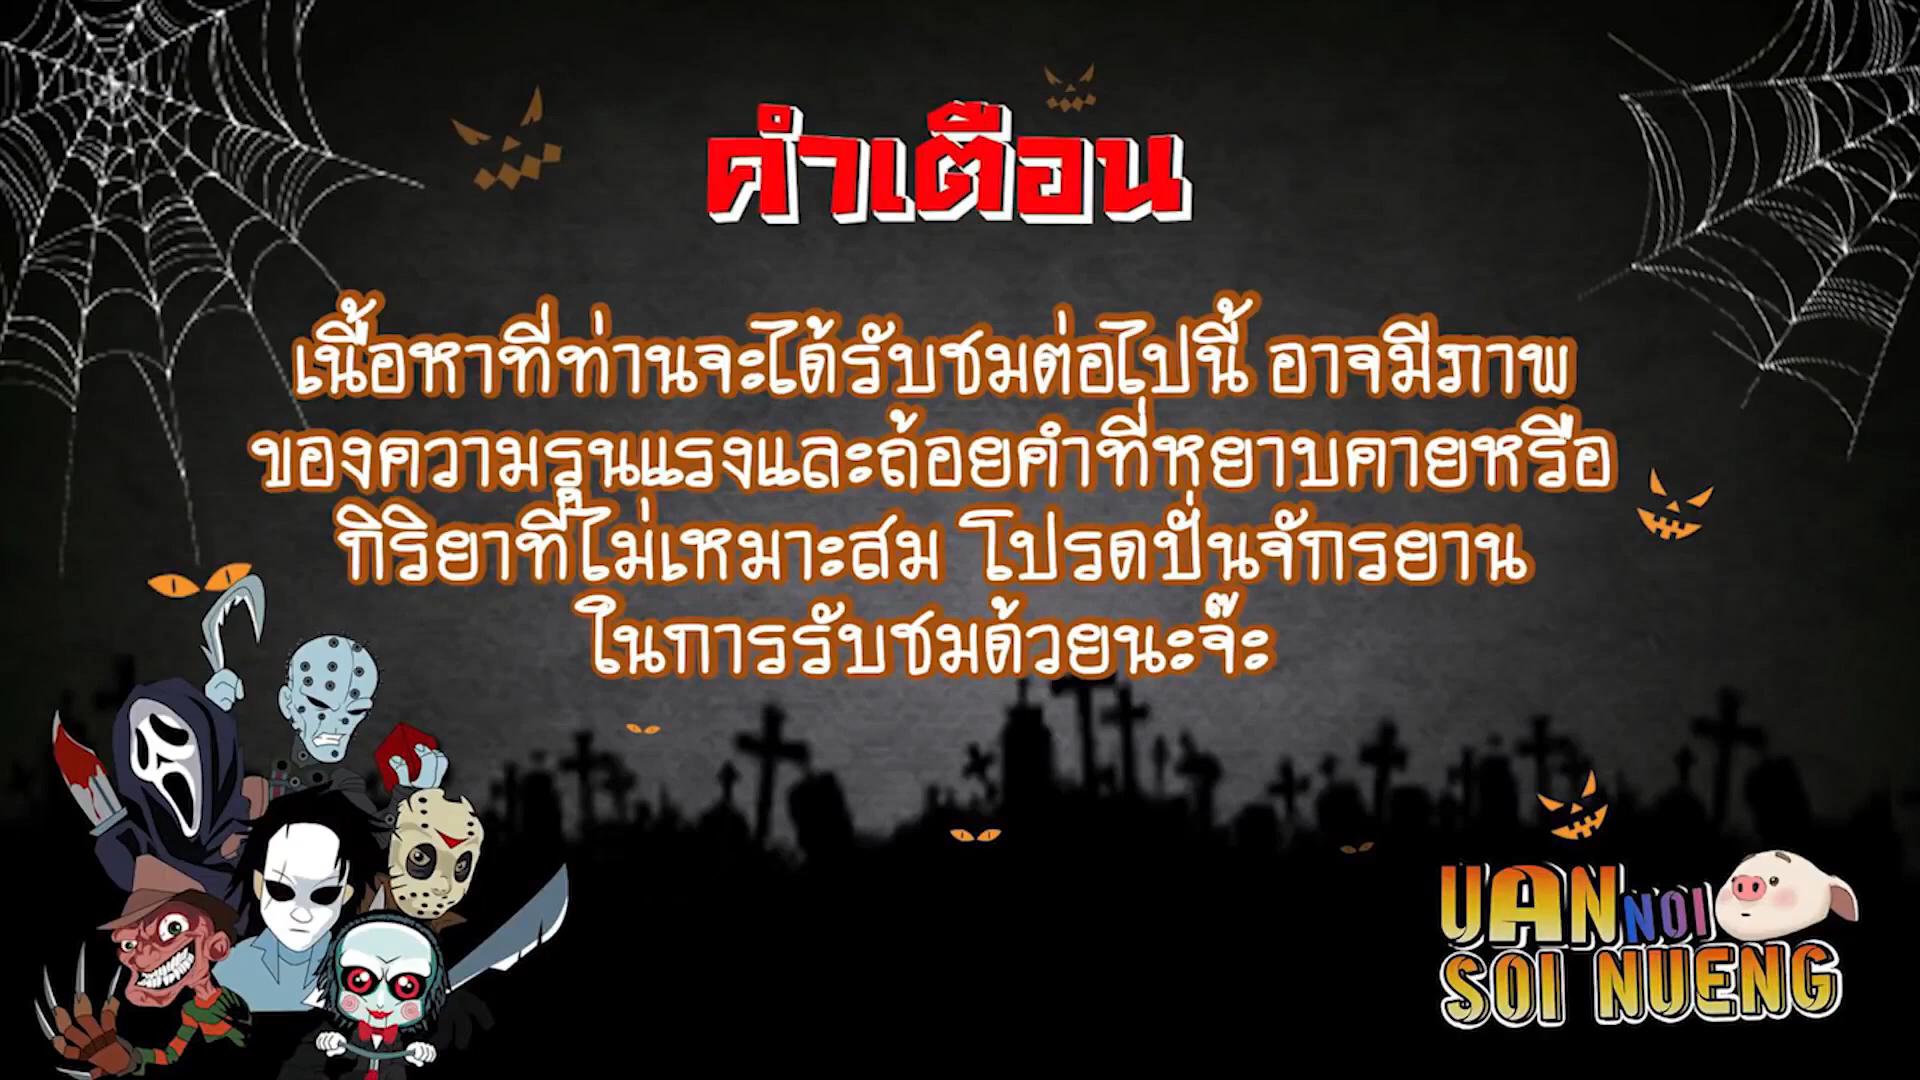 คำเตือน
เนื้อหาที่ท่านจะได้รับชมต่อไปนี้ อาจมีภาพ
ของความรุนแรงและถ้อยคำที่หยาบคายหรือ
กิริยาที่ไม่เหมาะสม โปรดปั่นจักรยาน
ในการรับชมด้วยนะจ๊ะ
UAN NOI
SOI NUENG